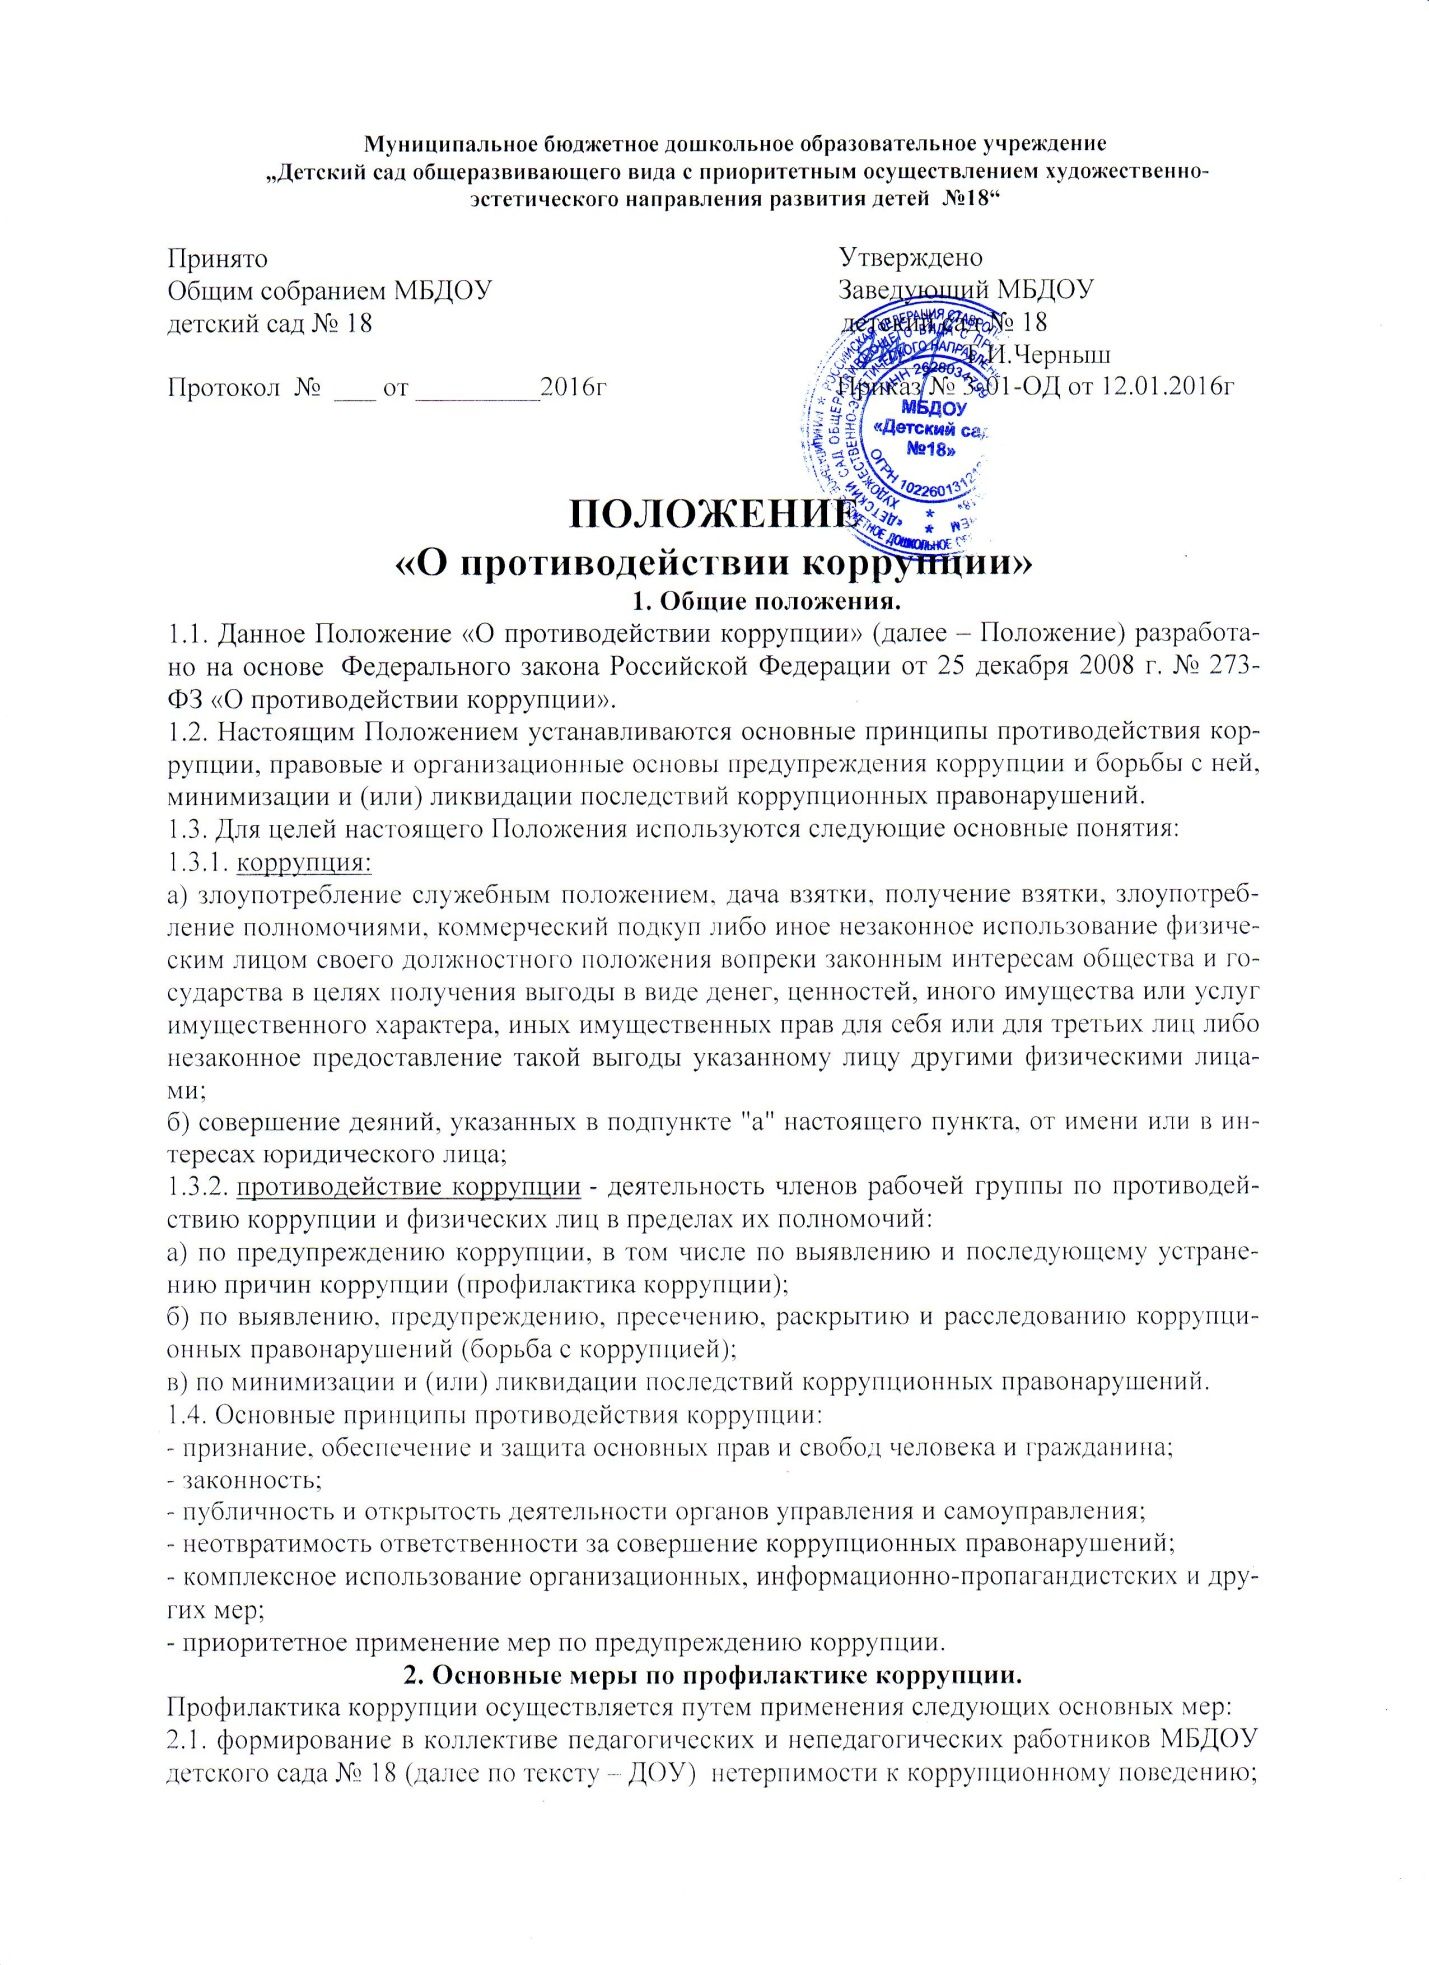 Муниципальное бюджетное дошкольное образовательное учреждение
„Детский сад общеразвивающего вида с приоритетным осуществлением художественно-
эстетического направления развития детей №18“
Принято
Общим собранием МБДОУ
детский сад № 18
Протокол № ___ от _________2016г
Утверждено
Заведующий МБДОУ
детский сад № 18
И.Черныш
Приказ № 01-ОД от 12.01.2016г
МБДОУ
«Детский сад
№18»
ПОЛОЖЕНИЕ
«О противодействии коррупции»
1. Общие положения.
1.1. Данное Положение «О противодействии коррупции» (далее – Положение) разработа-
но на основе Федерального закона Российской Федерации от 25 декабря 2008 г. № 273-
ФЗ «О противодействии коррупции».
1.2. Настоящим Положением устанавливаются основные принципы противодействия кор-
рупции, правовые и организационные основы предупреждения коррупции и борьбы с ней,
минимизации и (или) ликвидации последствий коррупционных правонарушений.
1.3. Для целей настоящего Положения используются следующие основные понятия:
1.3.1. коррупция:
а) злоупотребление служебным положением, дача взятки, получение взятки, злоупотреб-
ление полномочиями, коммерческий подкуп либо иное незаконное использование физиче-
ским лицом своего должностного положения вопреки законным интересам общества и го-
сударства в целях получения выгоды в виде денег, ценностей, иного имущества или услуг
имущественного характера, иных имущественных прав для себя или для третьих лиц либо
незаконное предоставление такой выгоды указанному лицу другими физическими лица-
ми;
б) совершение деяний, указанных в подпункте "а" настоящего пункта, от имени или в ин-
тересах юридического лица;
1.3.2. противодействие коррупции - деятельность членов рабочей группы по противодей-
ствию коррупции и физических лиц в пределах их полномочий:
а) по предупреждению коррупции, в том числе по выявлению и последующему устране-
нию причин коррупции (профилактика коррупции);
б) по выявлению, предупреждению, пресечению, раскрытию и расследованию коррупци-
онных правонарушений (борьба с коррупцией);
в) по минимизации и (или) ликвидации последствий коррупционных правонарушений.
1.4. Основные принципы противодействия коррупции:
- признание, обеспечение и защита основных прав и свобод человека и гражданина;
- законность;
- публичность и открытость деятельности органов управления и самоуправления;
- неотвратимость ответственности за совершение коррупционных правонарушений;
- комплексное использование организационных, информационно-пропагандистских и дру-
гих мер;
- приоритетное применение мер по предупреждению коррупции.
2. Основные меры по профилактике коррупции.
Профилактика коррупции осуществляется путем применения следующих основных мер:
2.1. формирование в коллективе педагогических и непедагогических работников МБДОУ
детского сада № 18 (далее по тексту – ДОУ) нетерпимости к коррупционному поведению;